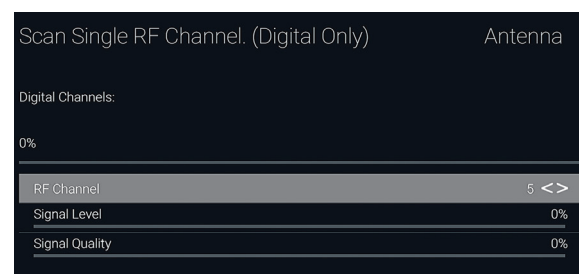 Scan Single RF Channel. (Digital Only) Antenna
Digital Channels:
0%
RF Channel 5 <>
Signal Level 0%
Signal Quality 0%